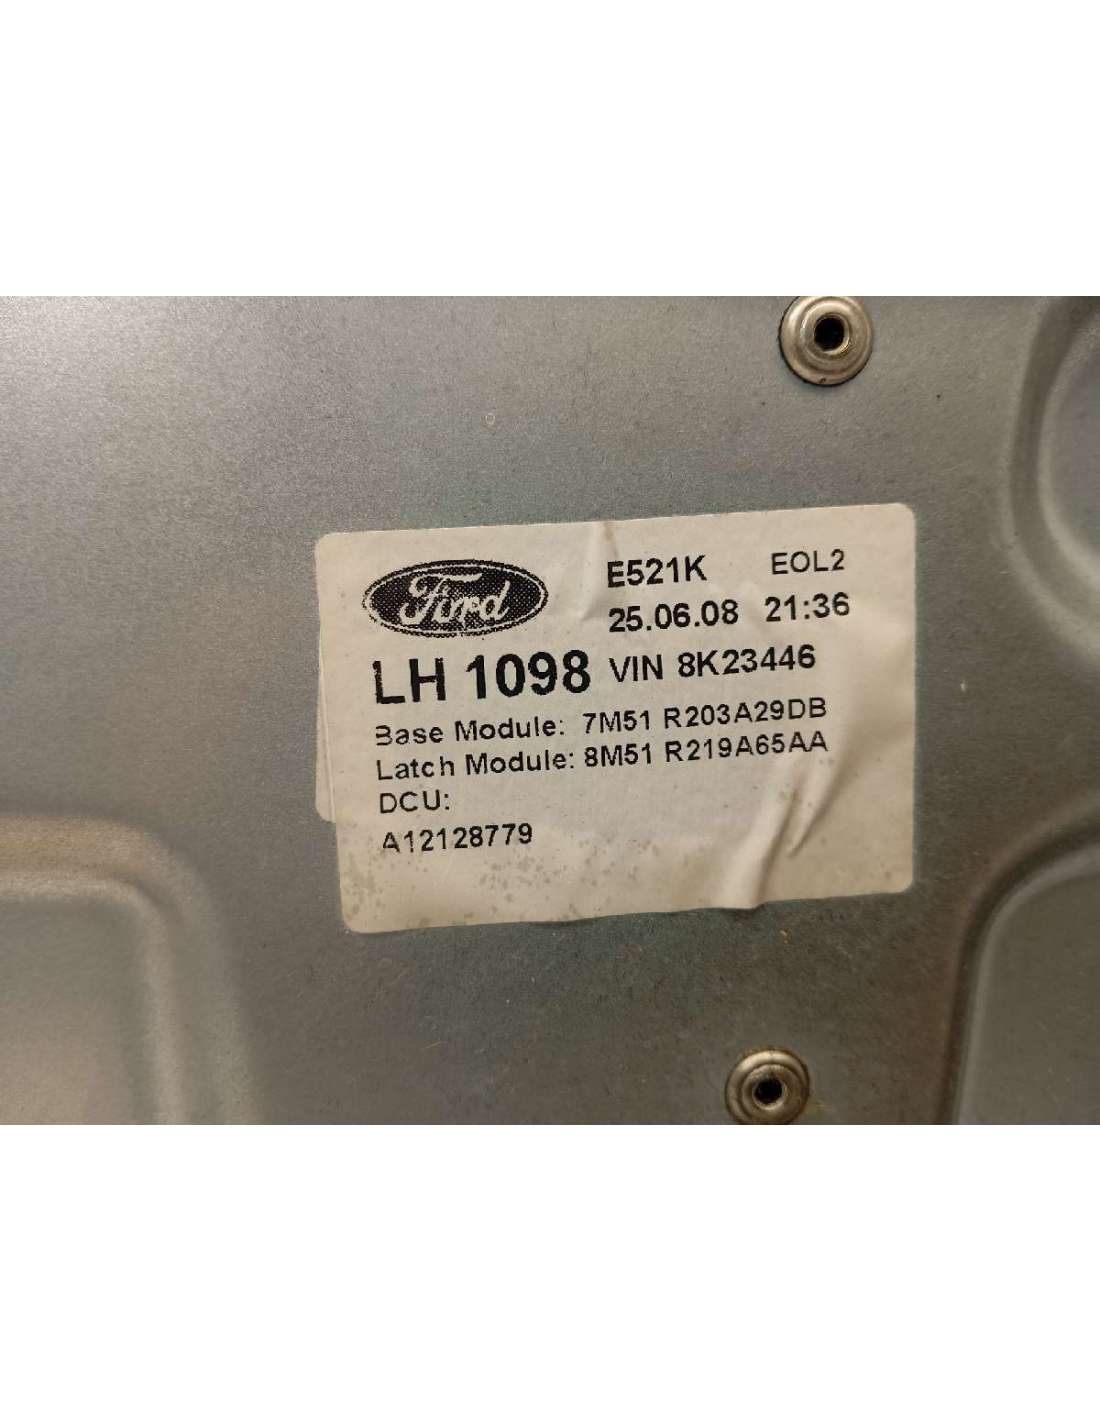 Ford
E521K EOL2
25.06.08 21:36
LH 1098 VIN 8K23446
Base Module: 7M51 R203A29DB
Latch Module: 8M51 R219A65AA
DCU:
A12128779